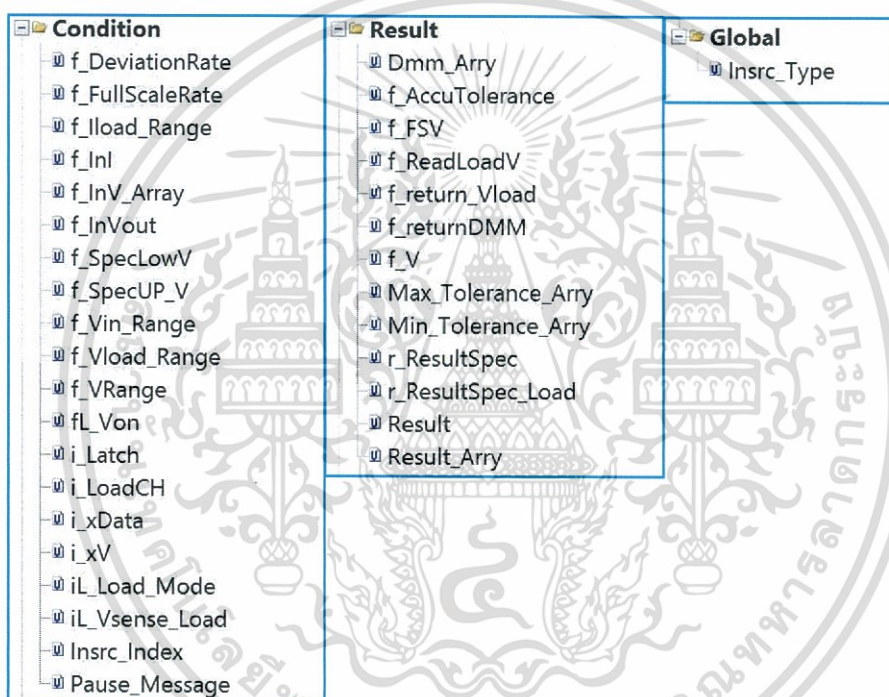 Condition
f_DeviationRate
f_FullScaleRate
f_Iload_Range
f_InI
f_InV_Array
f_InVout
f_SpecLowV
f_SpecUP_V
f_Vin_Range
f_Vload_Range
f_VRange
fL_Von
i_Latch
i_LoadCH
i_xData
i_xV
iL_Load_Mode
iL_Vsense_Load
Insrc_Index
Pause_Message
Result
Dmm_Arry
f_AccuTolerance
f_FSV
f_ReadLoadV
f_return_Vload
f_returnDMM
f_V
Max_Tolerance_Arry
Min_Tolerance_Arry
r_ResultSpec
r_ResultSpec_Load
Result
Result_Arry
Global
Insrc_Type